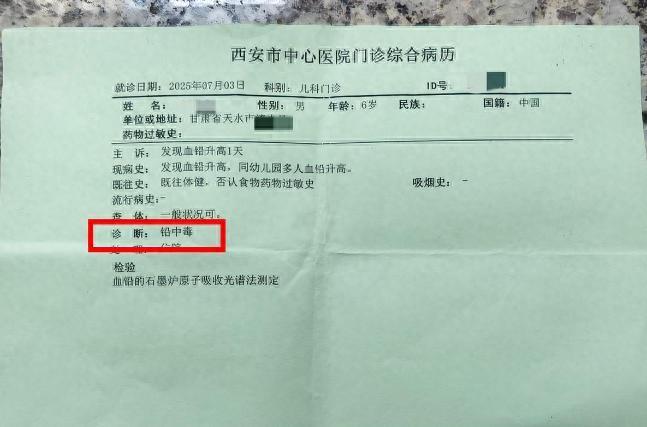 西安市中心医院门诊综合病历
就诊日期：2025年07月03日 科别：儿科门诊 ID号：
姓 名： 性别：男 年龄：6岁 民族： 国籍：中国
单位或地址：甘肃省天水市
药物过敏史：
主 诉：发现血铅升高1天
现病史：发现血铅升高，同幼儿园多人血铅升高。
既往史：既往体健，否认食物药物过敏史 吸烟史：-
流行病史：-
查 体：一般状况可。
诊 断：铅中毒
处 理：住院
检验
血铅的石墨炉原子吸收光谱法测定